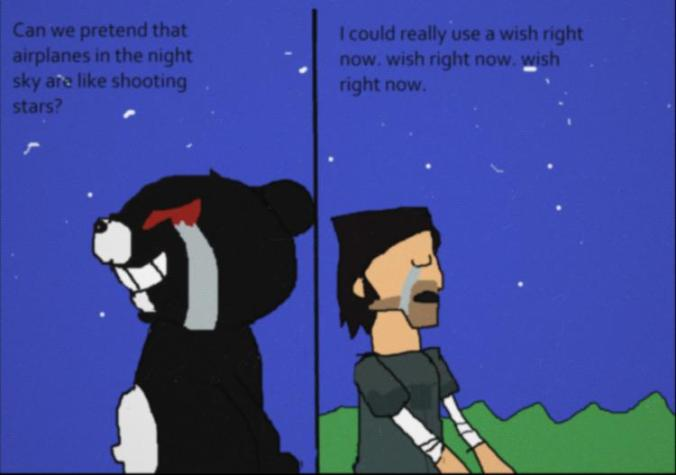 Can we pretend that
airplanes in the night
sky are like shooting
stars?
I could really use a wish right
now. wish right now. wish
right now.